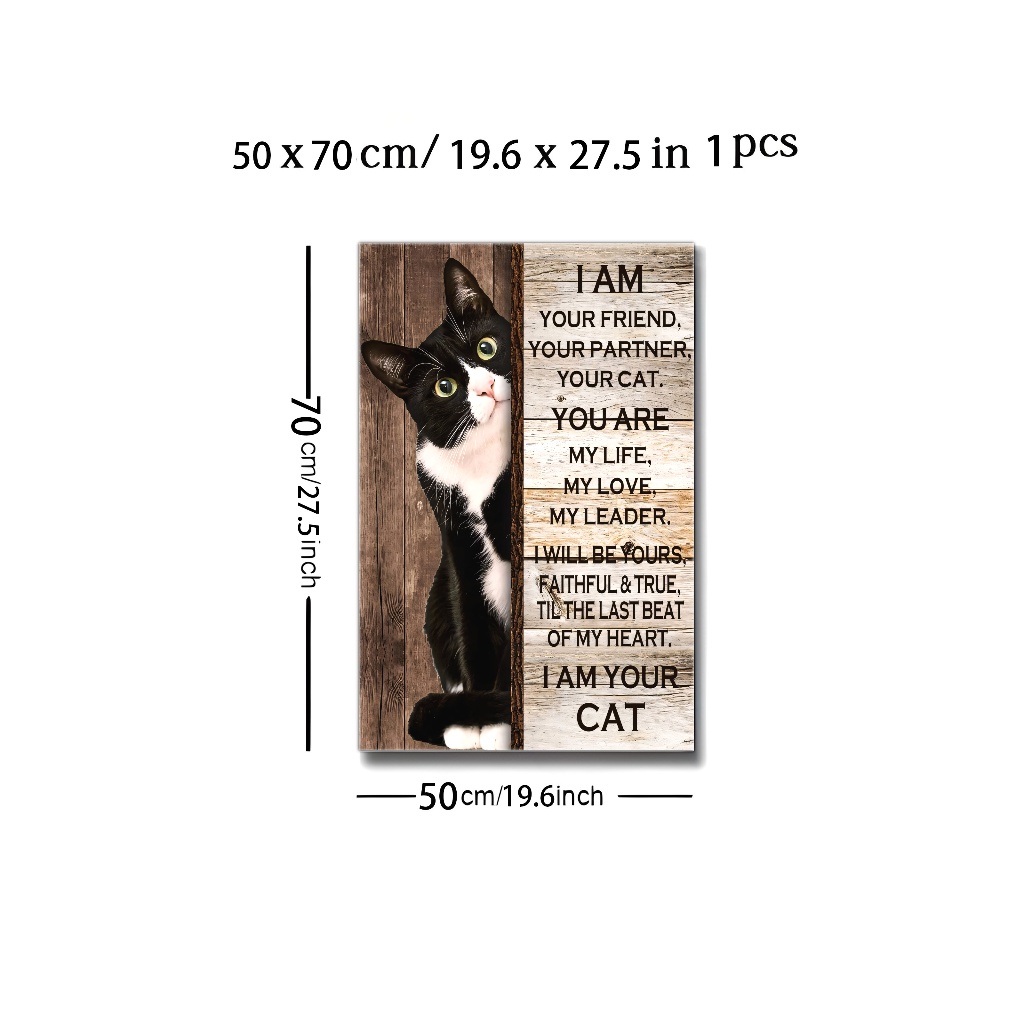 50 x 70 cm/ 19.6 x 27.5 in 1 pcs
I AM
YOUR FRIEND,
YOUR PARTNER,
YOUR CAT.
YOU ARE
MY LIFE,
MY LOVE,
MY LEADER.
I WILL BE YOURS,
FAITHFUL & TRUE,
TIL THE LAST BEAT
OF MY HEART.
I AM YOUR
CAT
70cm/27.5inch
50cm/19.6inch